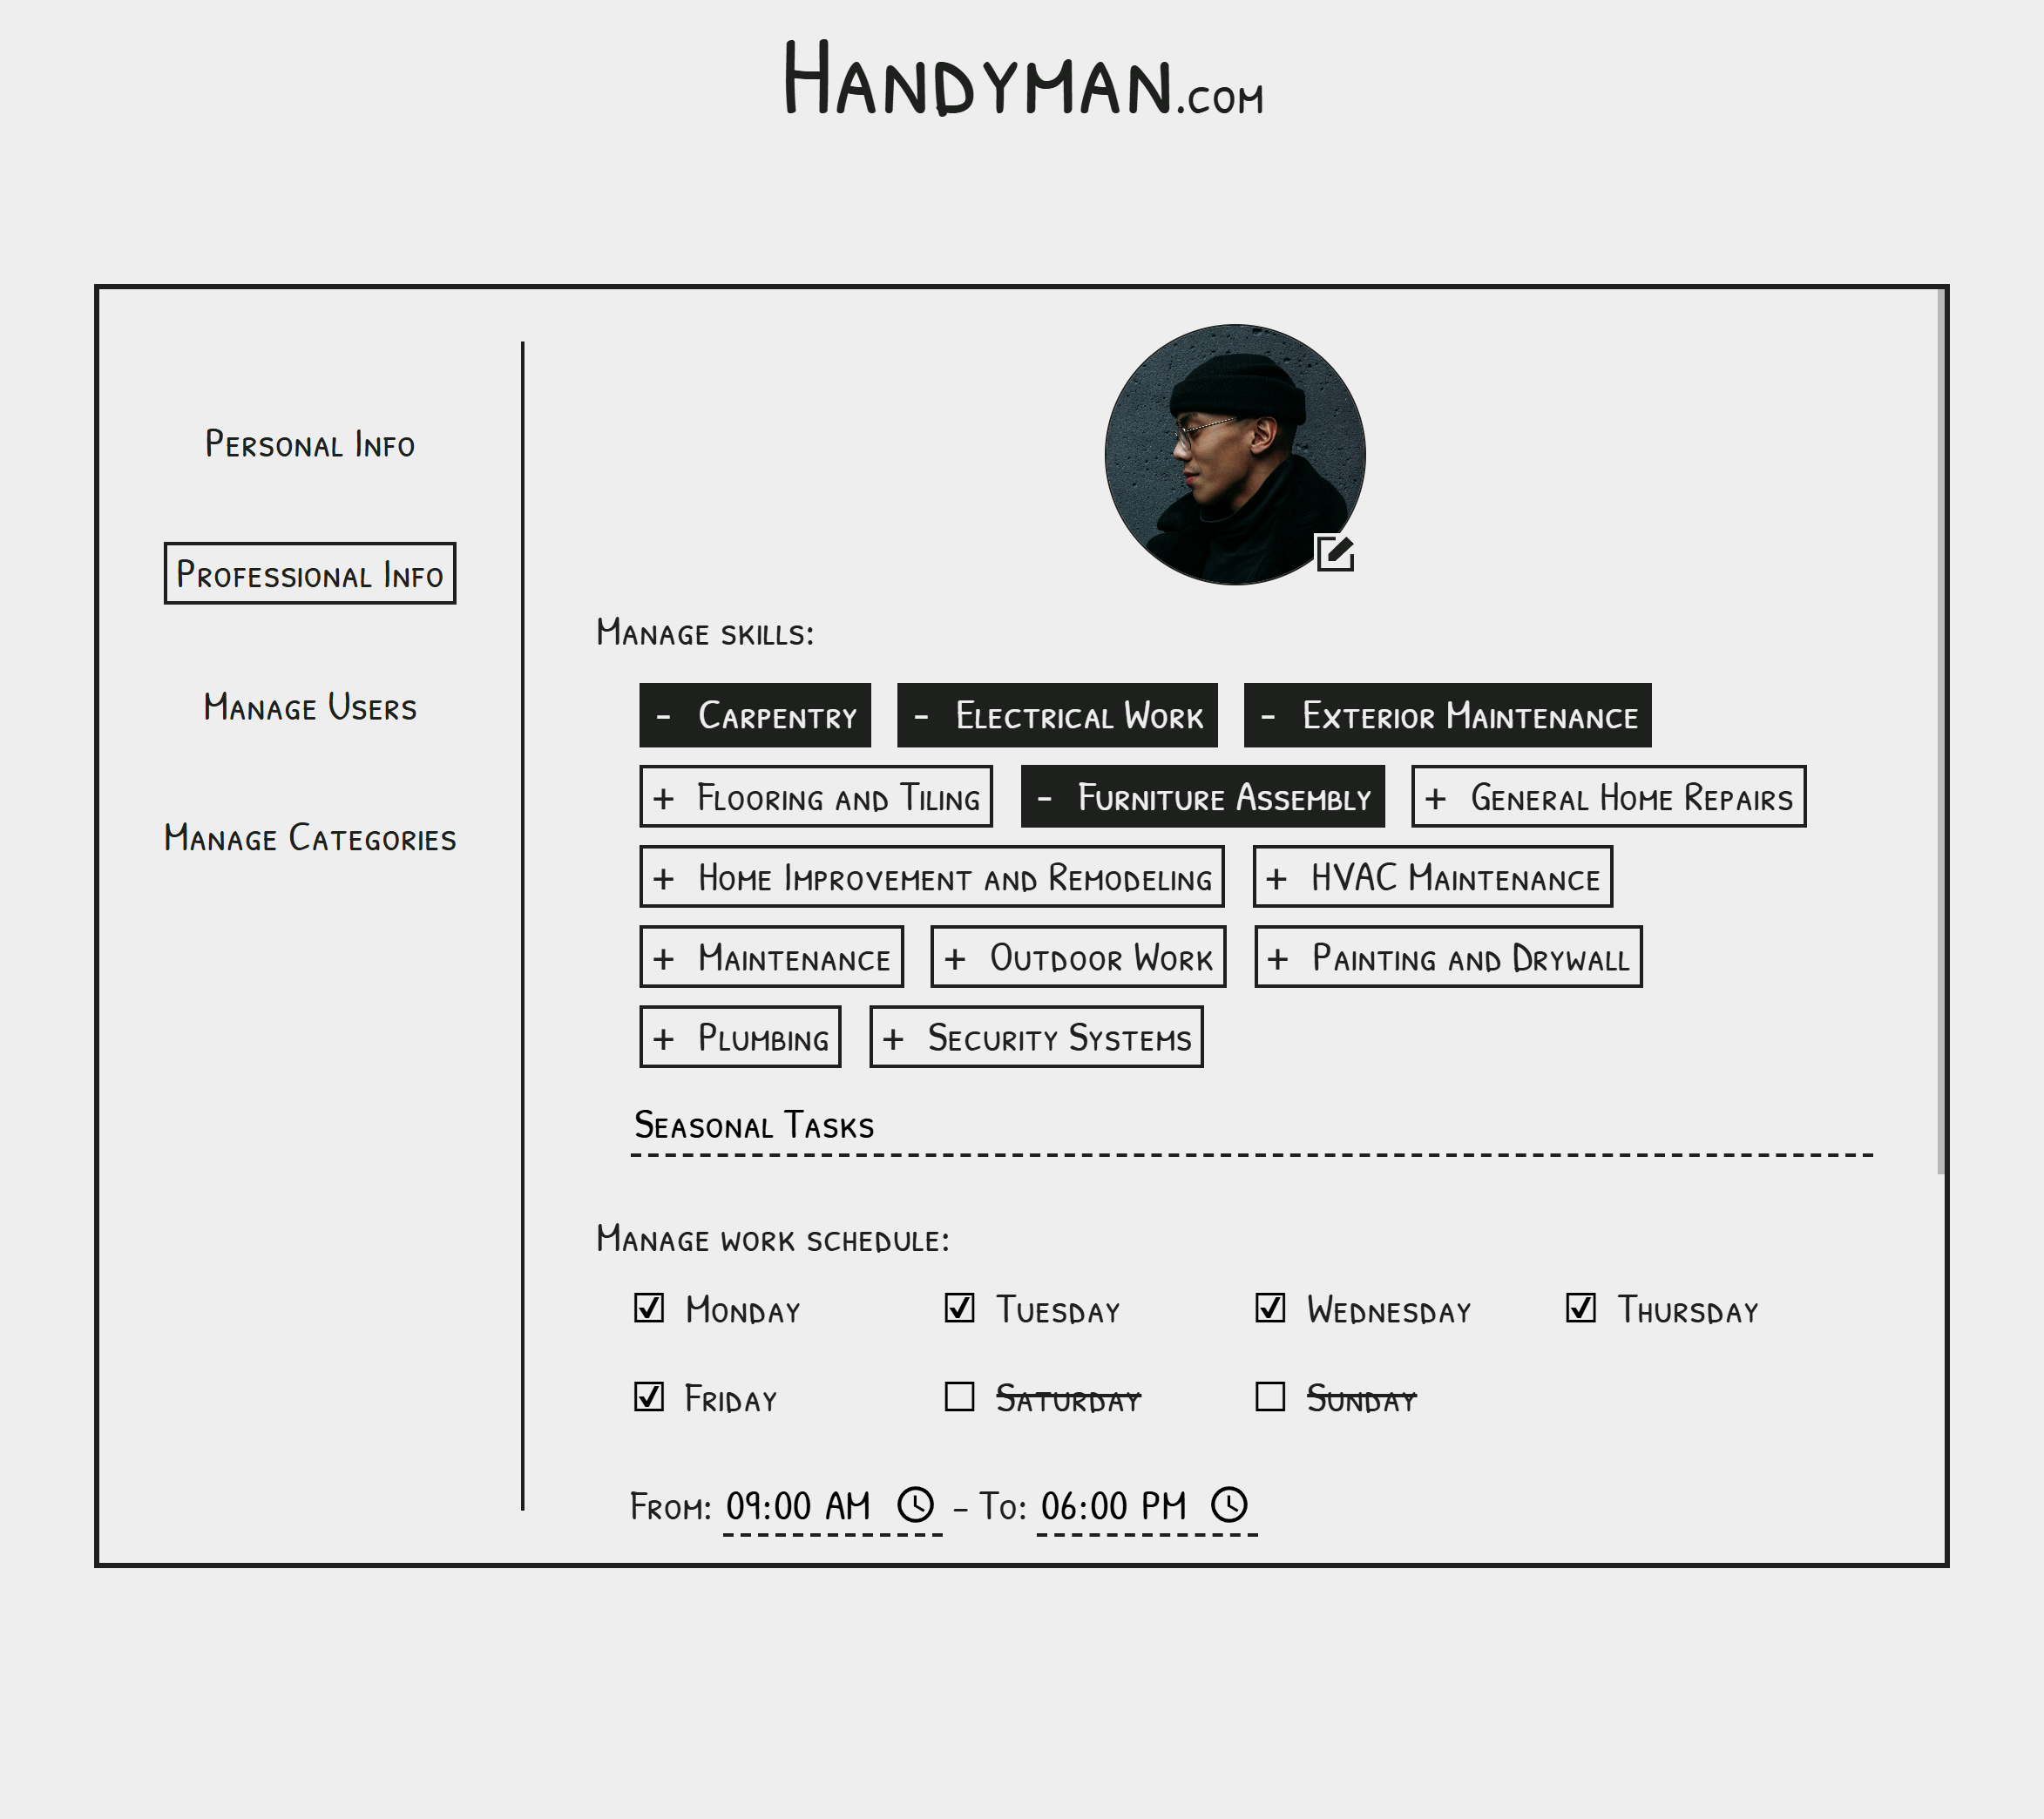 Handyman.com
Personal Info
Professional Info
Manage Users
Manage Categories
Manage skills:
- Carpentry - Electrical Work - Exterior Maintenance
+ Flooring and Tiling - Furniture Assembly + General Home Repairs
+ Home Improvement and Remodeling + HVAC Maintenance
+ Maintenance + Outdoor Work + Painting and Drywall
+ Plumbing + Security Systems
Seasonal Tasks
Manage work schedule:
Monday Tuesday Wednesday Thursday
Friday Saturday Sunday
From: 09:00 AM - To: 06:00 PM